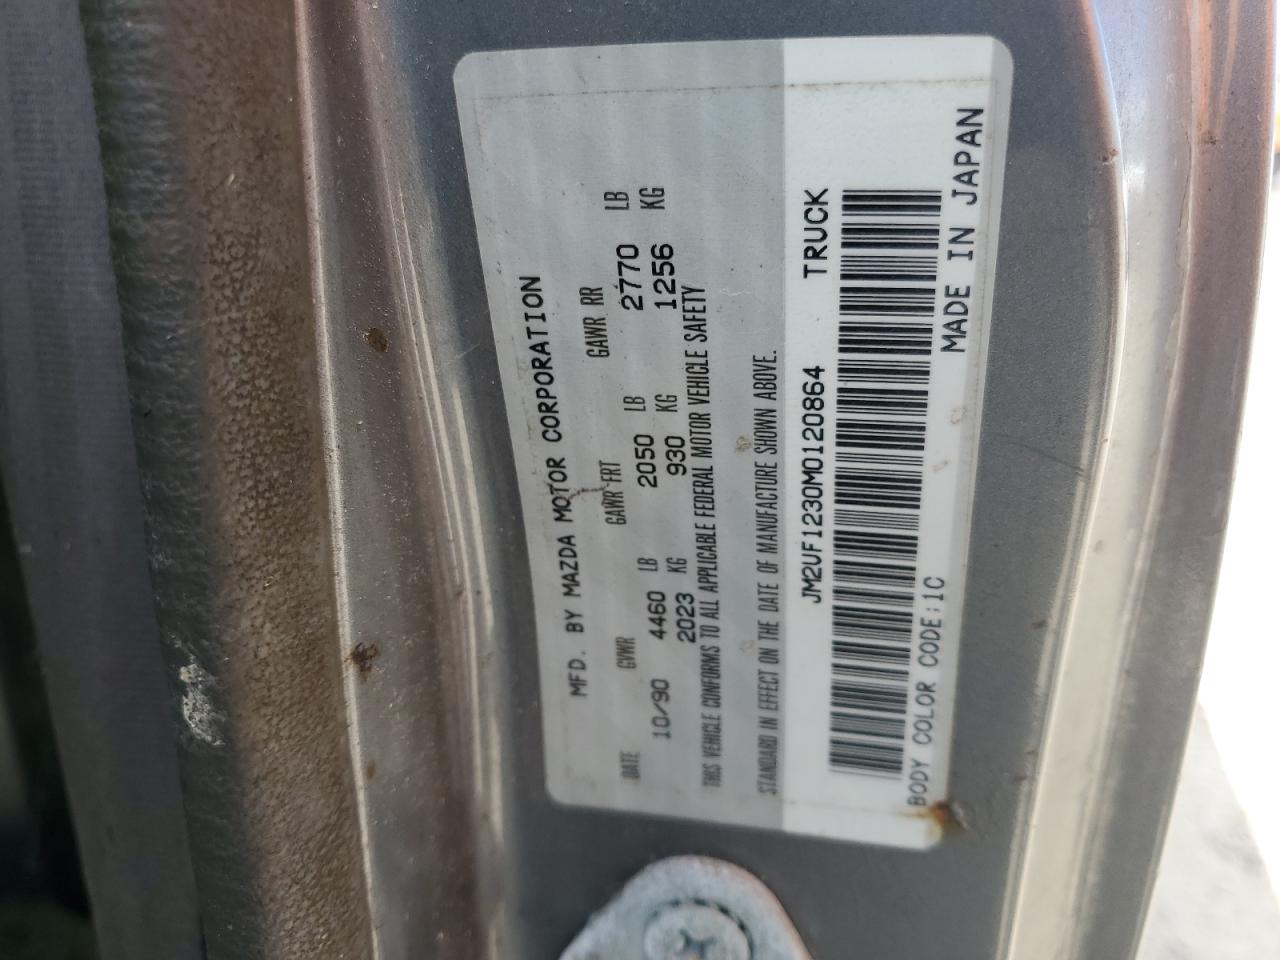 MFD. BY MAZDA MOTOR CORPORATION
DATE GVWR GAWR FRT GAWR RR
10/90 4460 LB 2050 LB 2770 LB
2023 KG 930 KG 1256 KG
THIS VEHICLE CONFORMS TO ALL APPLICABLE FEDERAL MOTOR VEHICLE SAFETY
STANDARD IN EFFECT ON THE DATE OF MANUFACTURE SHOWN ABOVE.
JM2UF1230M0120864 TRUCK
BODY COLOR CODE:1C MADE IN JAPAN